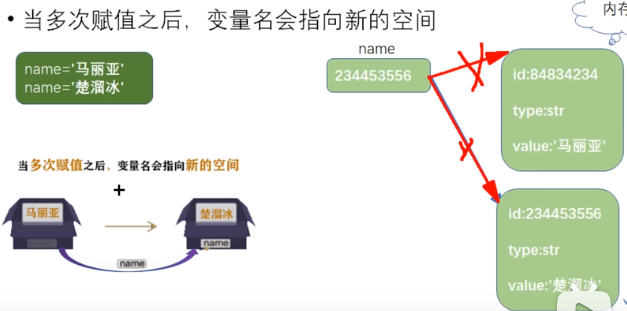 • 当多次赋值之后，变量名会指向新的空间
内存
name='马丽亚'
name='楚溜冰'
name
234453556
id:84834234
type:str
value:'马丽亚'
当多次赋值之后，变量名会指向新的空间
马丽亚
+
楚溜冰
name
name
id:234453556
type:str
value:'楚溜冰'